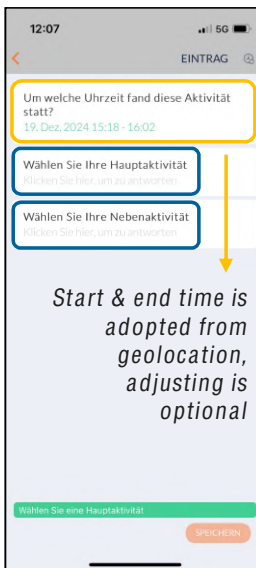 12:07
5G
EINTRAG
Um welche Uhrzeit fand diese Aktivität
statt?
19. Dez. 2024 15:18 - 16:02
Wählen Sie Ihre Hauptaktivität
Klicken Sie hier, um zu antworten
Wählen Sie Ihre Nebenaktivität
Klicken Sie hier, um zu antworten
Start & end time is
adopted from
geolocation,
adjusting is
optional
Wählen Sie eine Hauptaktivität
SPEICHERN